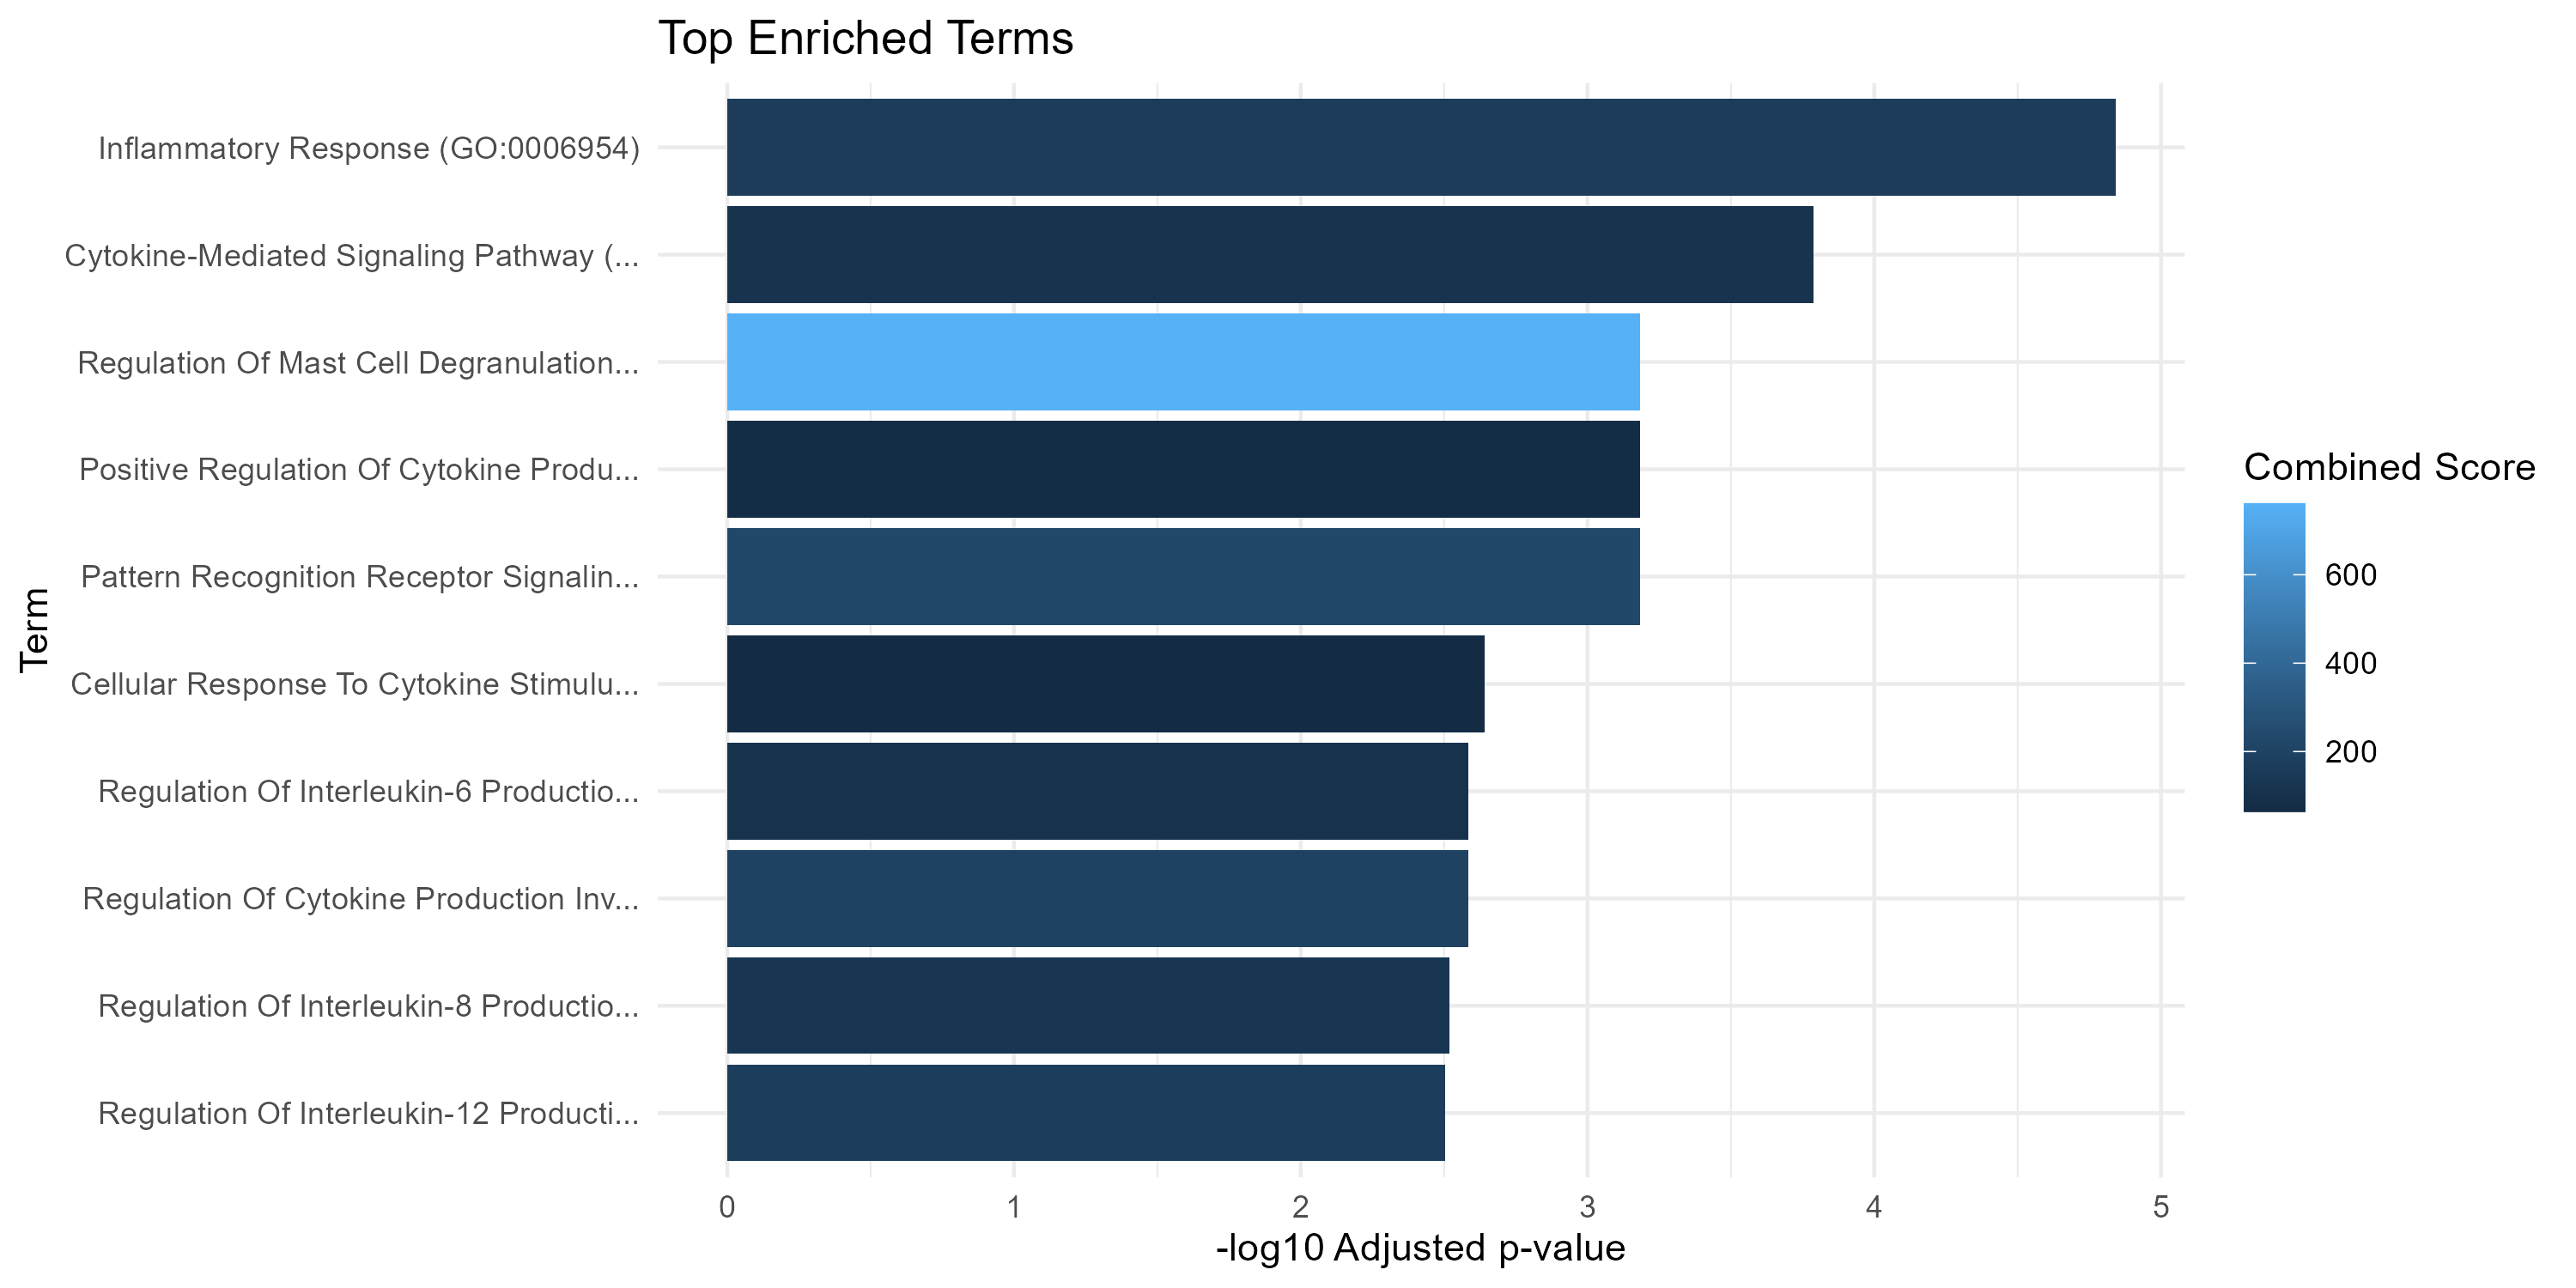 Top Enriched Terms
Term
Inflammatory Response (GO:0006954)
Cytokine-Mediated Signaling Pathway (...
Regulation Of Mast Cell Degranulation...
Positive Regulation Of Cytokine Produ...
Pattern Recognition Receptor Signalin...
Cellular Response To Cytokine Stimulu...
Regulation Of Interleukin-6 Productio...
Regulation Of Cytokine Production Inv...
Regulation Of Interleukin-8 Productio...
Regulation Of Interleukin-12 Producti...
0 1 2 3 4 5
-log10 Adjusted p-value
Combined Score
600
400
200